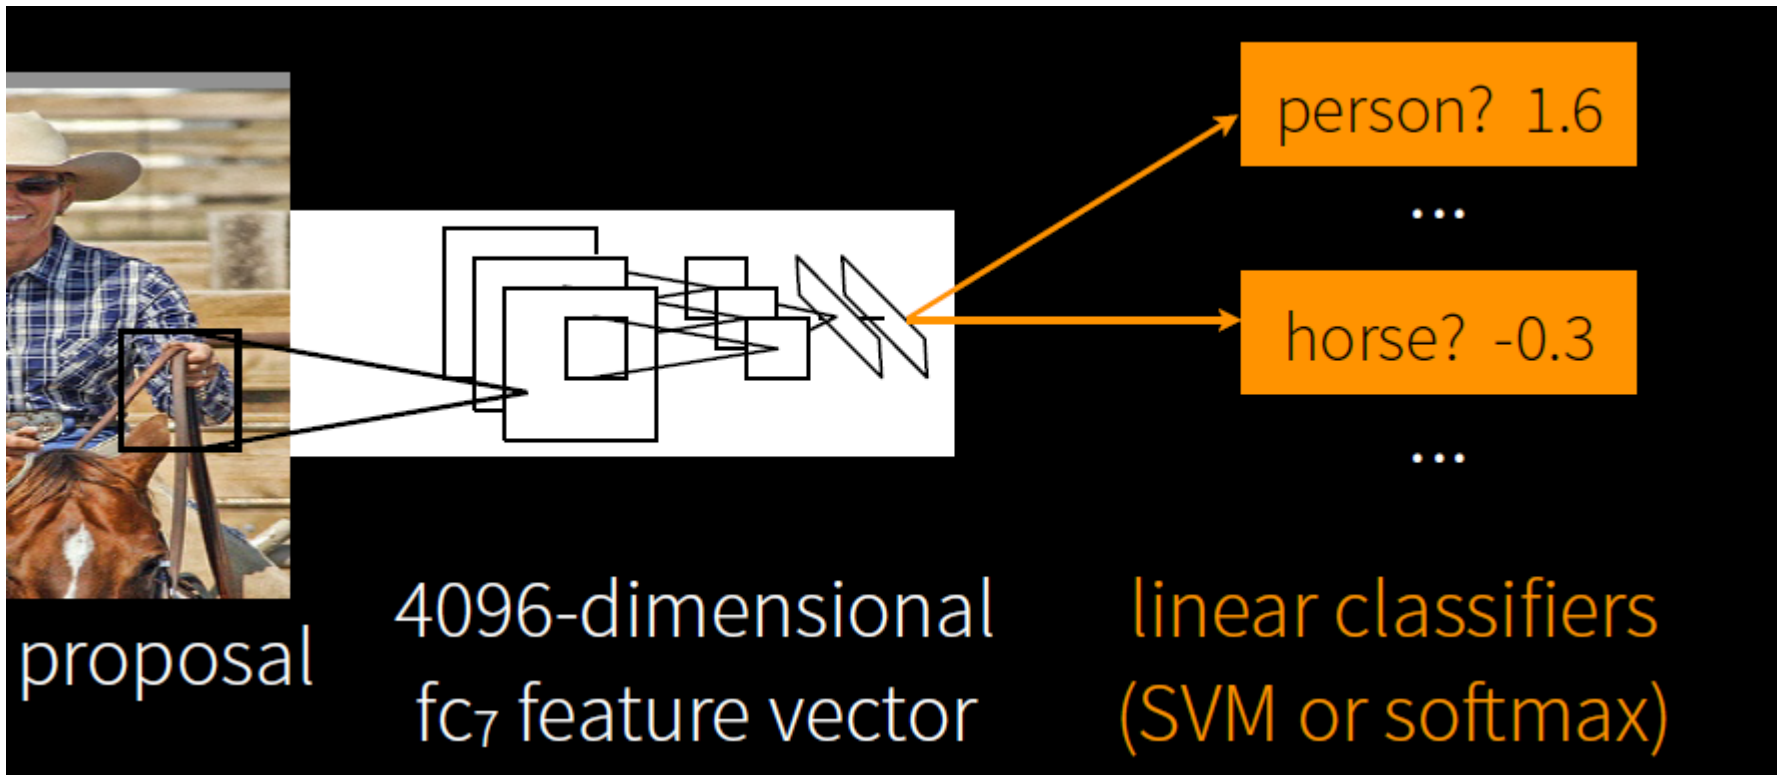 person? 1.6
...
horse? -0.3
...
proposal
4096-dimensional
fc₇ feature vector
linear classifiers
(SVM or softmax)